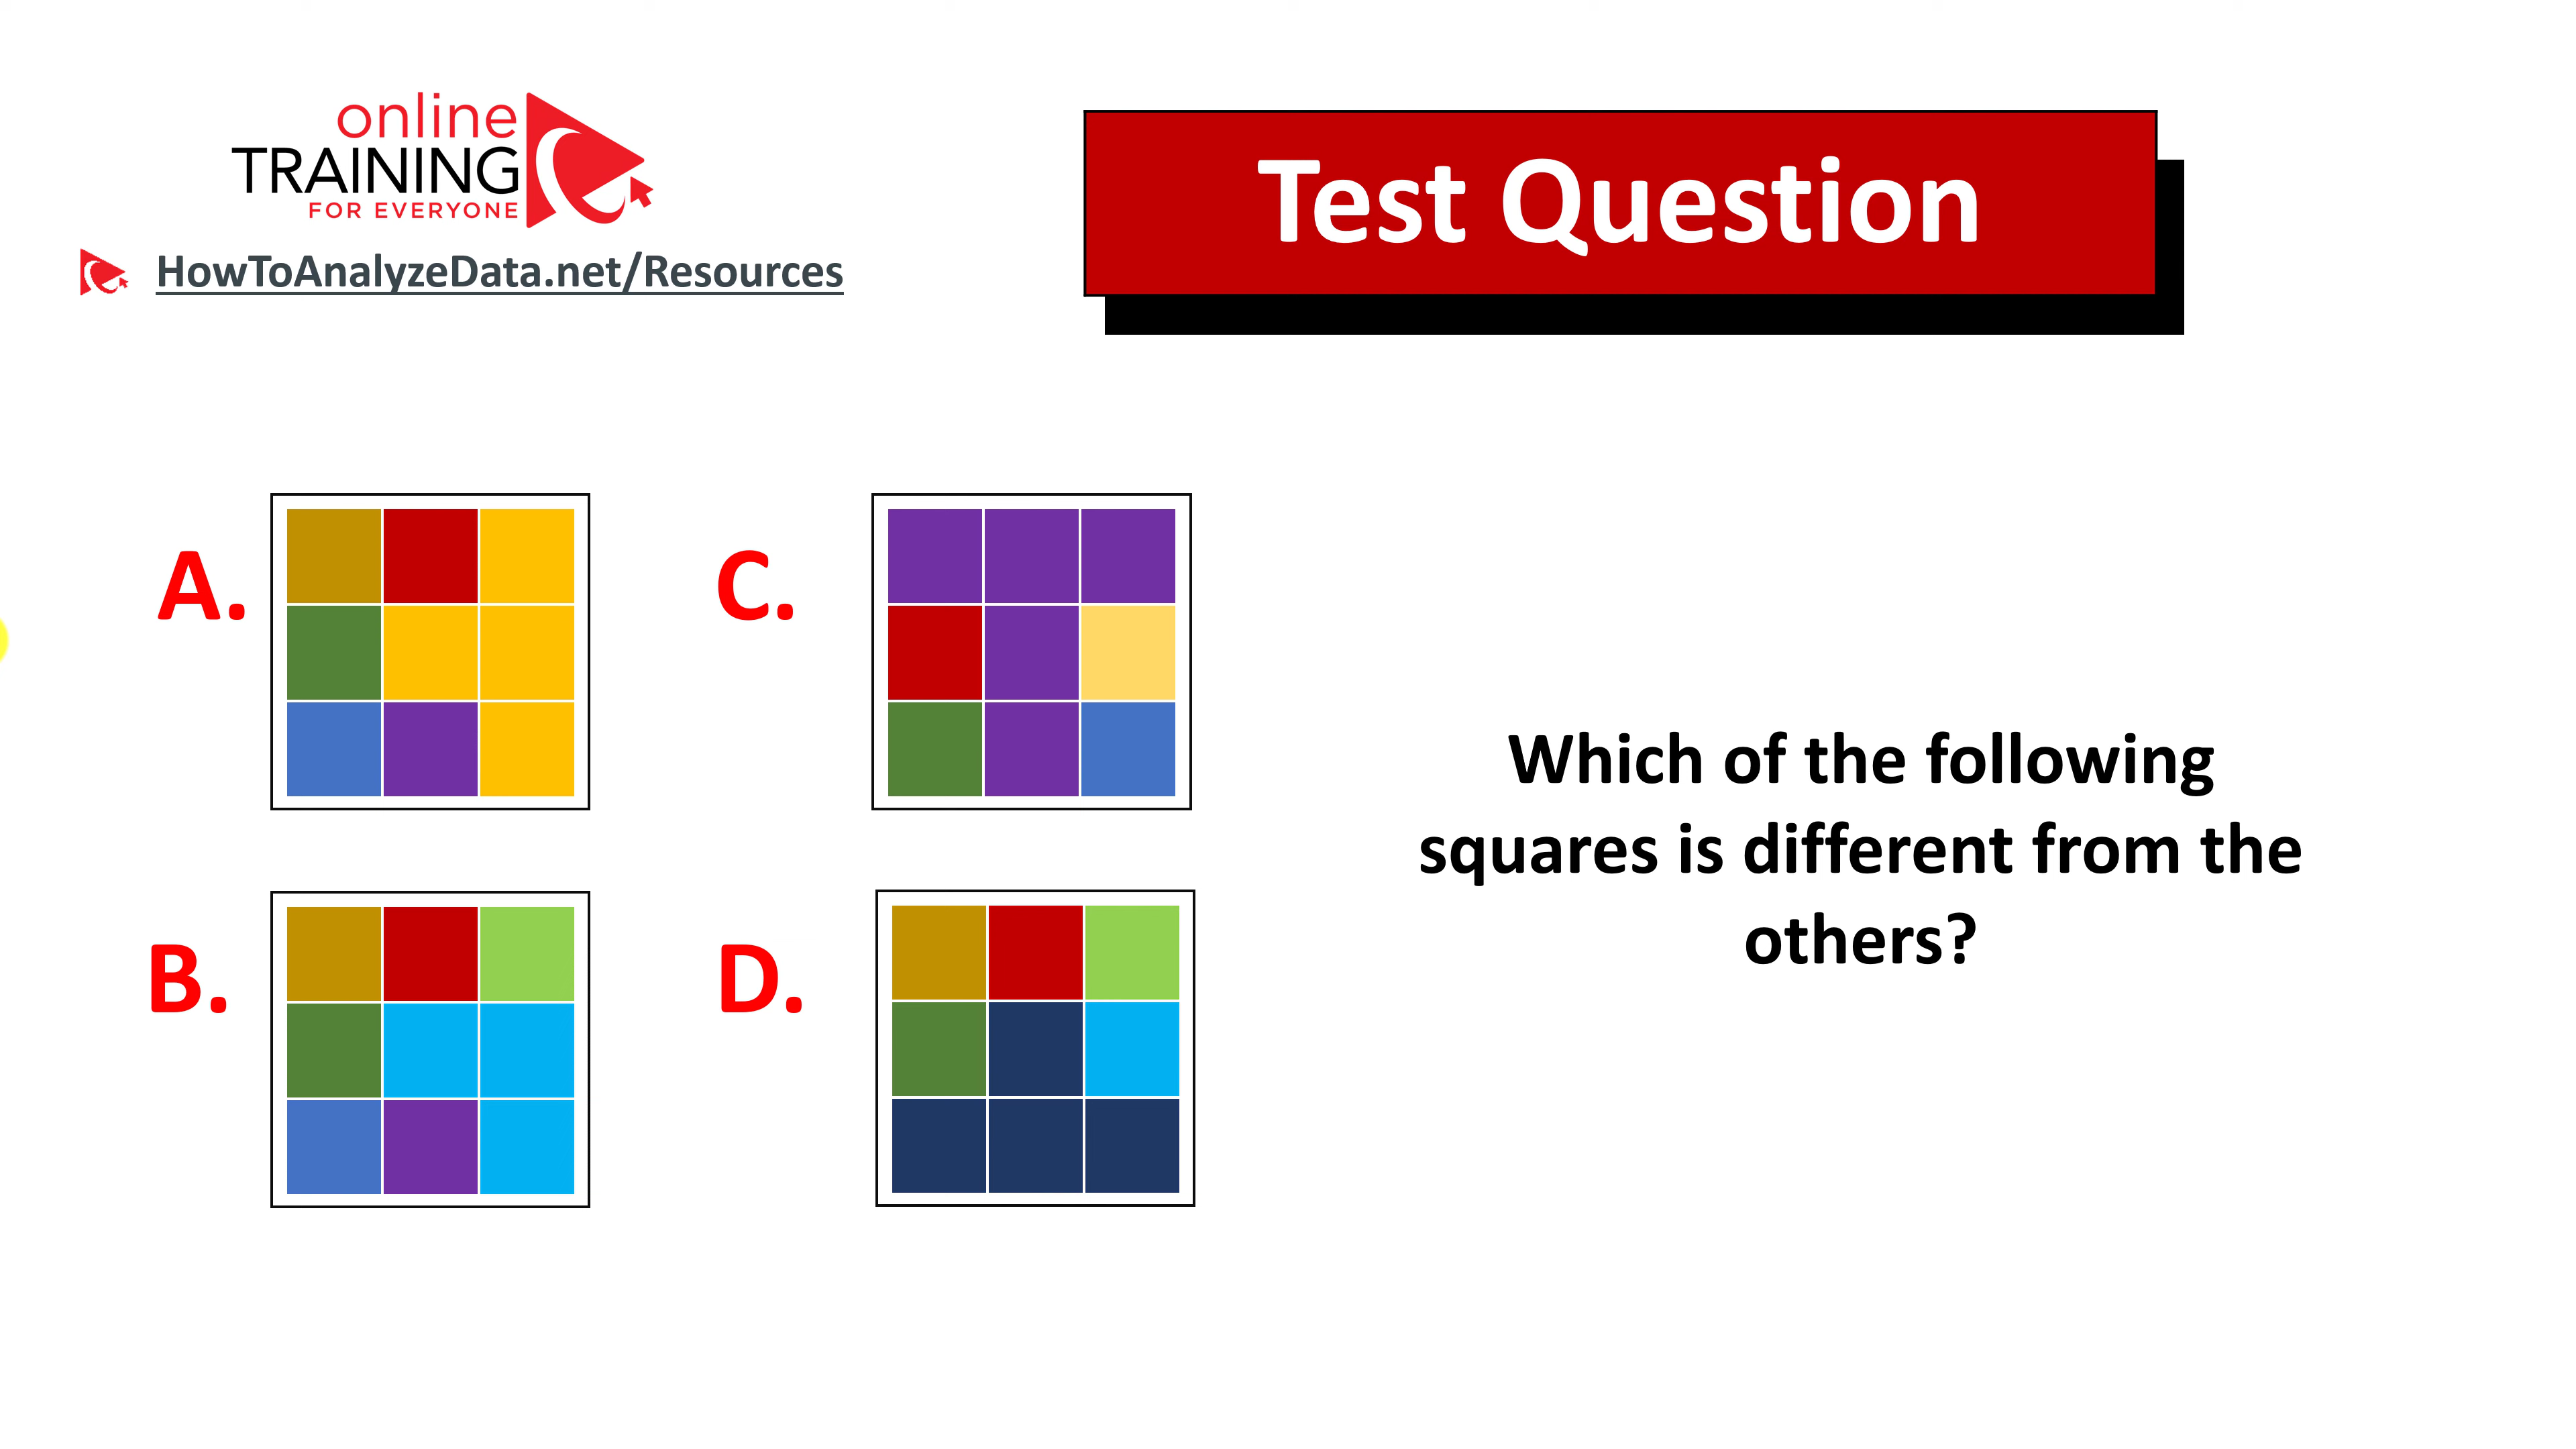 online
TRAINING
FOR EVERYONE
HowToAnalyzeData.net/Resources
Test Question
A.
C.
B.
D.
Which of the following
squares is different from the
others?